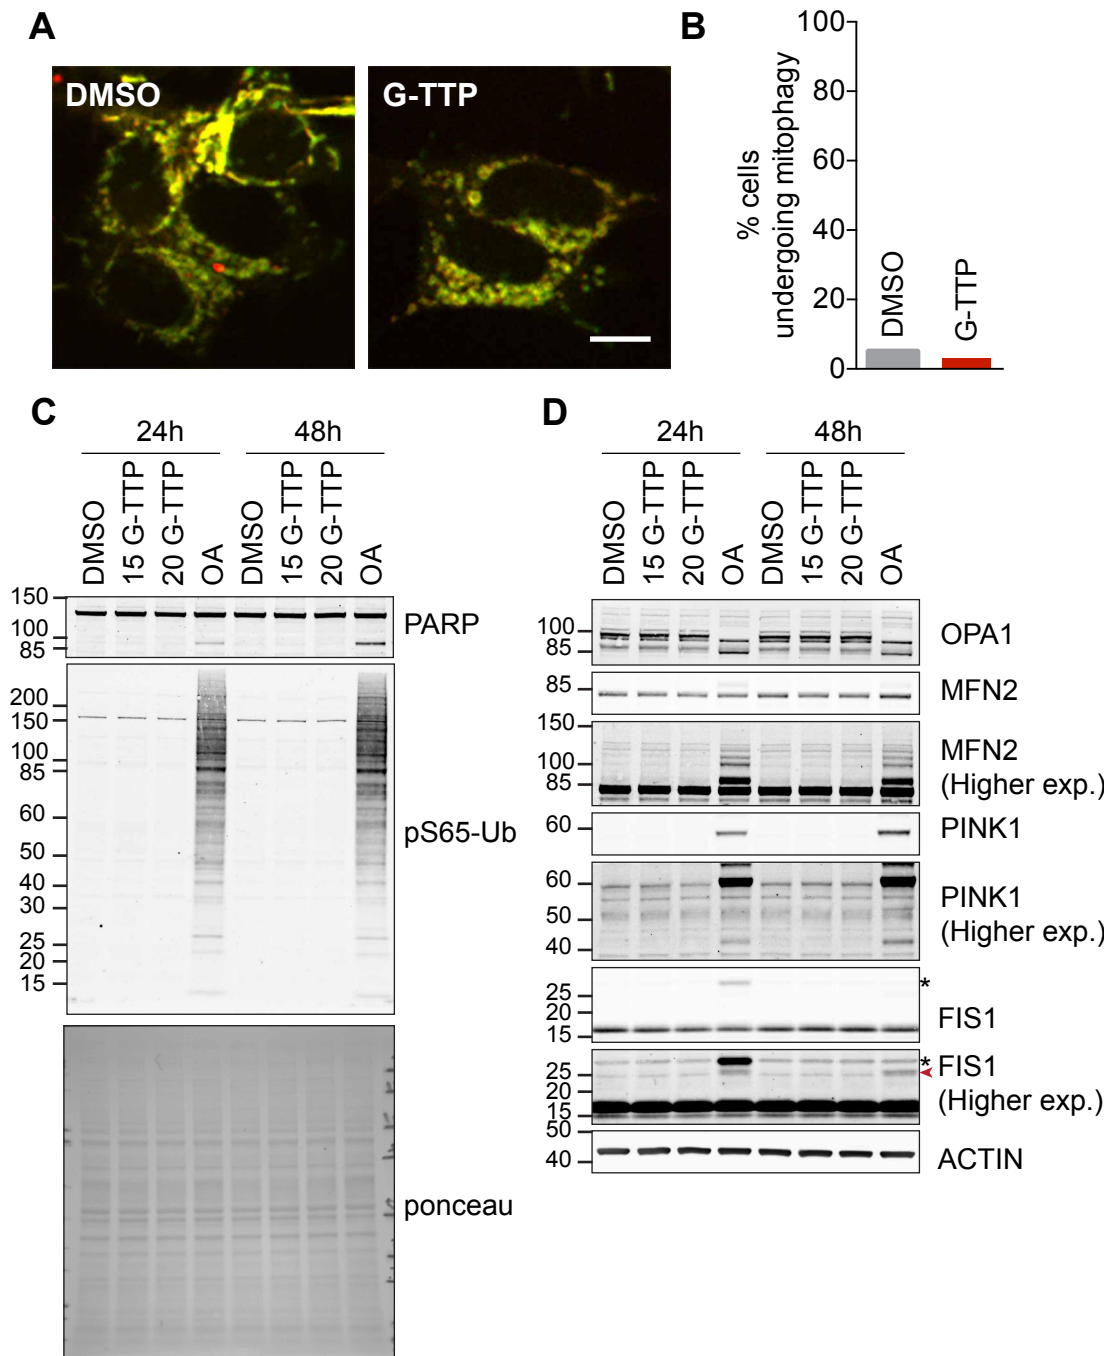 A
DMSO
G-TTP
B
% cells
undergoing mitophagy
100
80
60
40
20
0
DMSO
G-TTP
C
24h
48h
DMSO
15 G-TTP
20 G-TTP
OA
DMSO
15 G-TTP
20 G-TTP
OA
150
100
85
PARP
200
150
100
85
60
50
40
30
25
20
15
pS65-Ub
ponceau
D
24h
48h
DMSO
15 G-TTP
20 G-TTP
OA
DMSO
15 G-TTP
20 G-TTP
OA
100
85
OPA1
85
MFN2
150
100
85
MFN2
(Higher exp.)
60
PINK1
60
50
40
PINK1
(Higher exp.)
25
20
15
*
FIS1
25
20
15
*
FIS1
(Higher exp.)
50
40
ACTIN